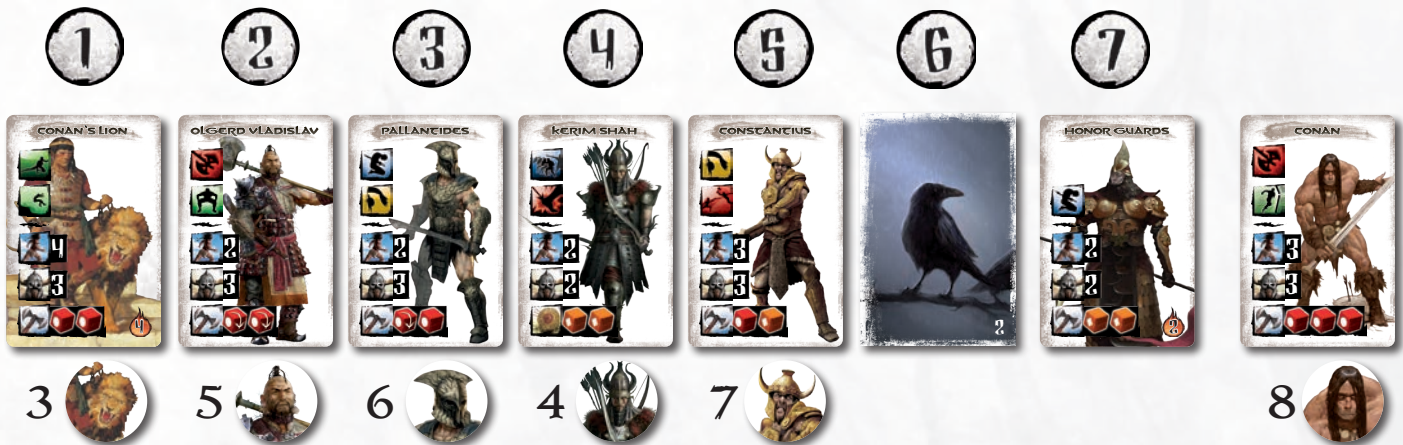 1 2 3 4 5 6 7
CONAN'S LION OLGERD VLADISLAV PALLANTIDES KERIM SHAH CONSTANTIUS HONOR GUARDS CONAN
4 2 2 2 3 2 3
3 3 3 2 3 2 3
4 2 2
3 5 6 4 7 8